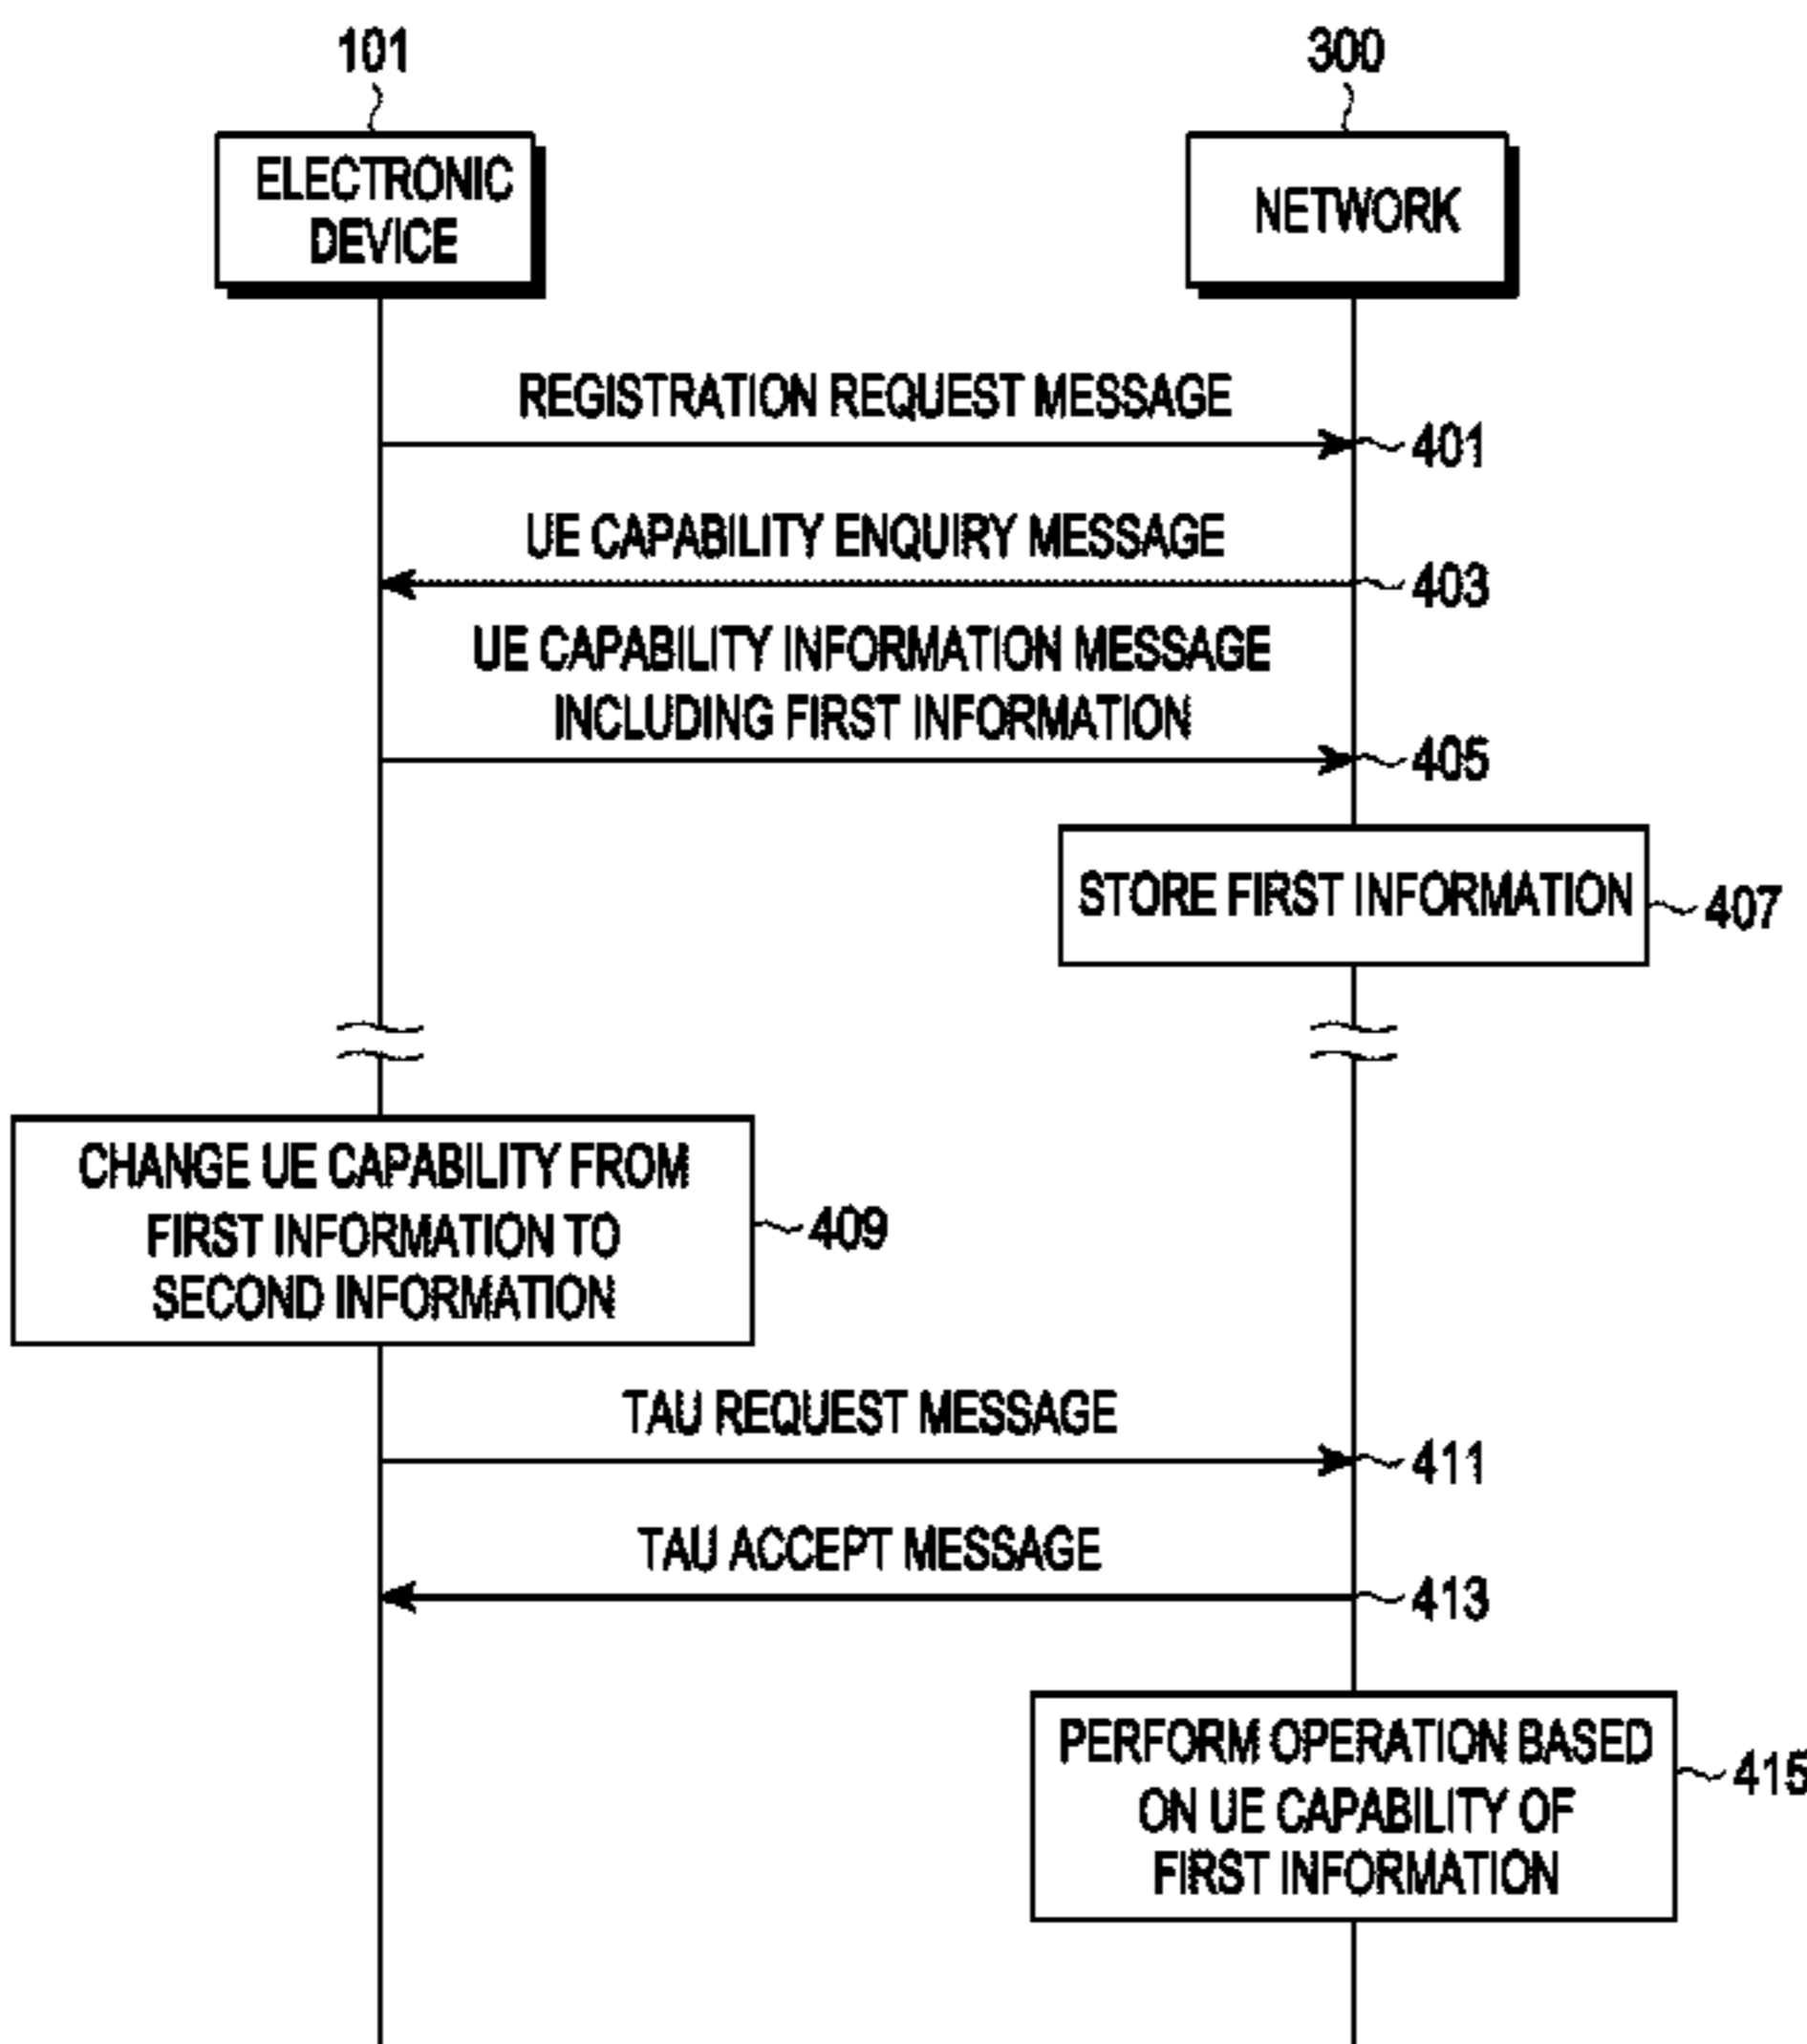 101
300
ELECTRONIC
DEVICE
NETWORK
REGISTRATION REQUEST MESSAGE
401
UE CAPABILITY ENQUIRY MESSAGE
403
UE CAPABILITY INFORMATION MESSAGE
INCLUDING FIRST INFORMATION
405
STORE FIRST INFORMATION
407
CHANGE UE CAPABILITY FROM
FIRST INFORMATION TO
SECOND INFORMATION
409
TAU REQUEST MESSAGE
411
TAU ACCEPT MESSAGE
413
PERFORM OPERATION BASED
ON UE CAPABILITY OF
FIRST INFORMATION
415